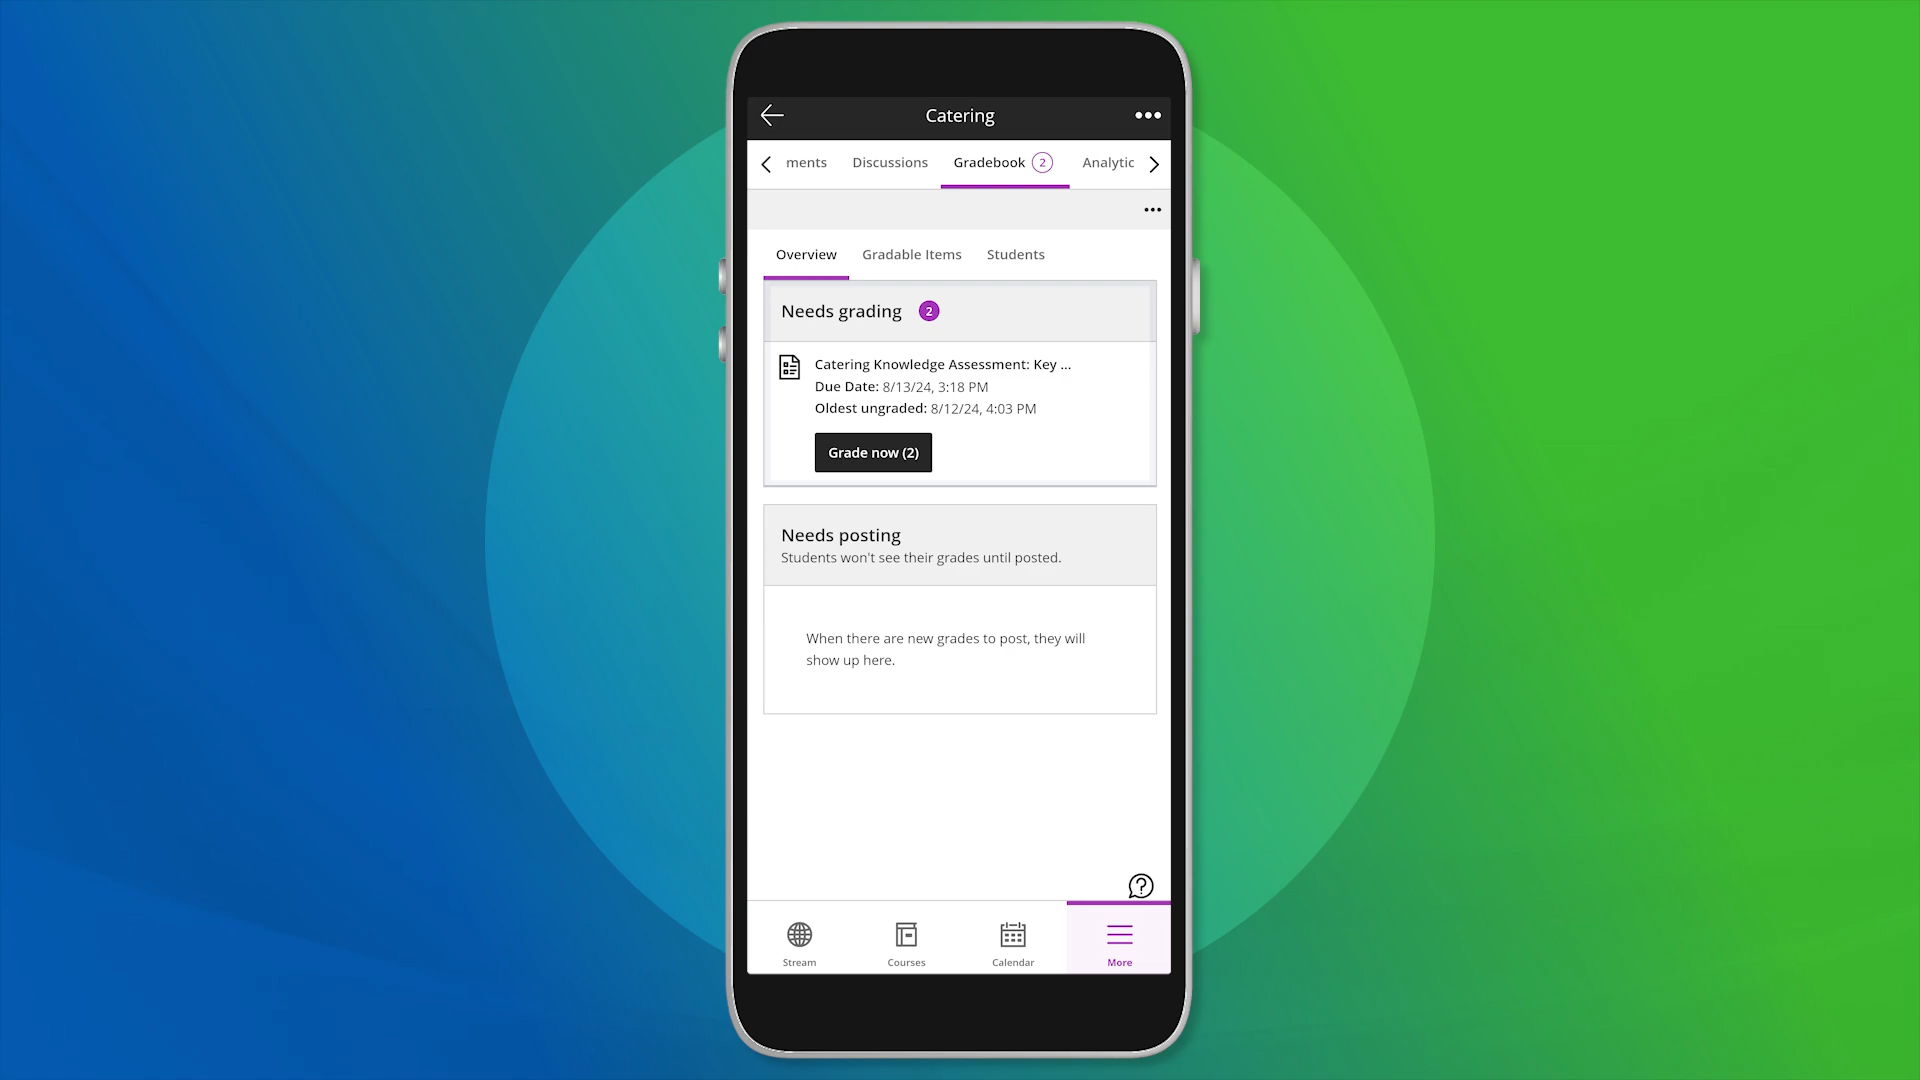 Catering
ments Discussions Gradebook 2 Analytic
Overview Gradable Items Students
Needs grading 2
Catering Knowledge Assessment: Key ...
Due Date: 8/13/24, 3:18 PM
Oldest ungraded: 8/12/24, 4:03 PM
Grade now (2)
Needs posting
Students won't see their grades until posted.
When there are new grades to post, they will
show up here.
Stream Courses Calendar More